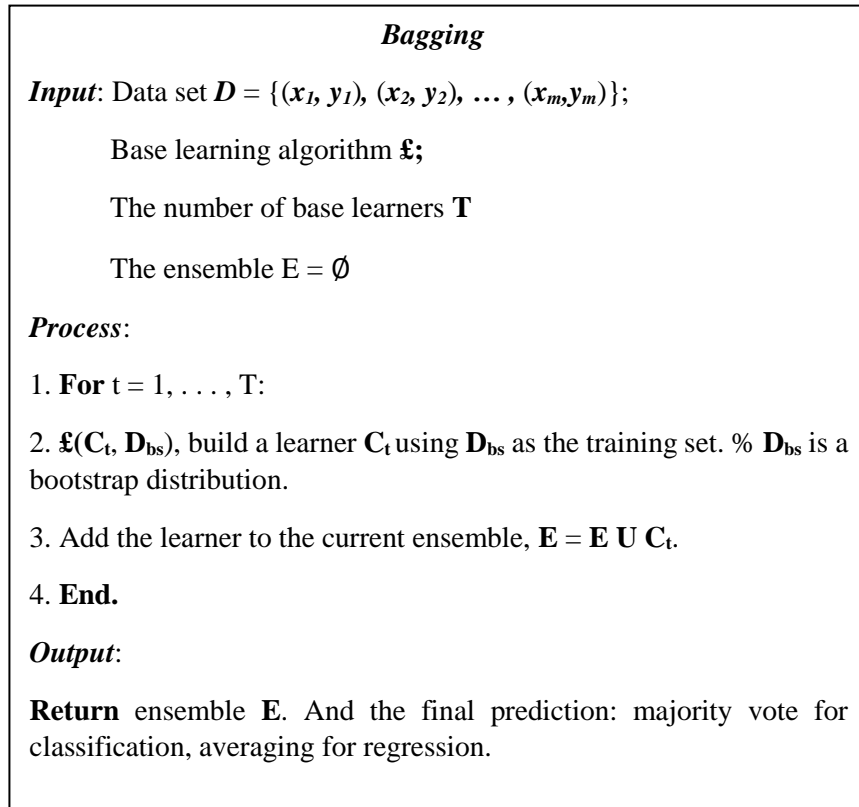 Bagging
Input: Data set D = {(x₁, y₁), (x₂, y₂), … , (xₘ,yₘ)};
Base learning algorithm £;
The number of base learners T
The ensemble E = ∅
Process:
1. For t = 1, . . . , T:
2. £(Cₜ, D_bs), build a learner Cₜ using D_bs as the training set. % D_bs is a
bootstrap distribution.
3. Add the learner to the current ensemble, E = E U Cₜ.
4. End.
Output:
Return ensemble E. And the final prediction: majority vote for
classification, averaging for regression.